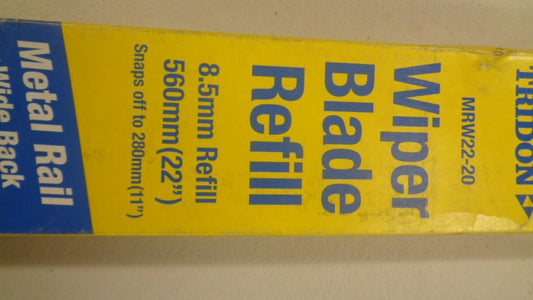 TRIDON
MRW22-20
Wiper
Blade
Refill
8.5mm Refill
560mm (22")
Snaps off to 280mm (11")
Metal Rail
Wide Back